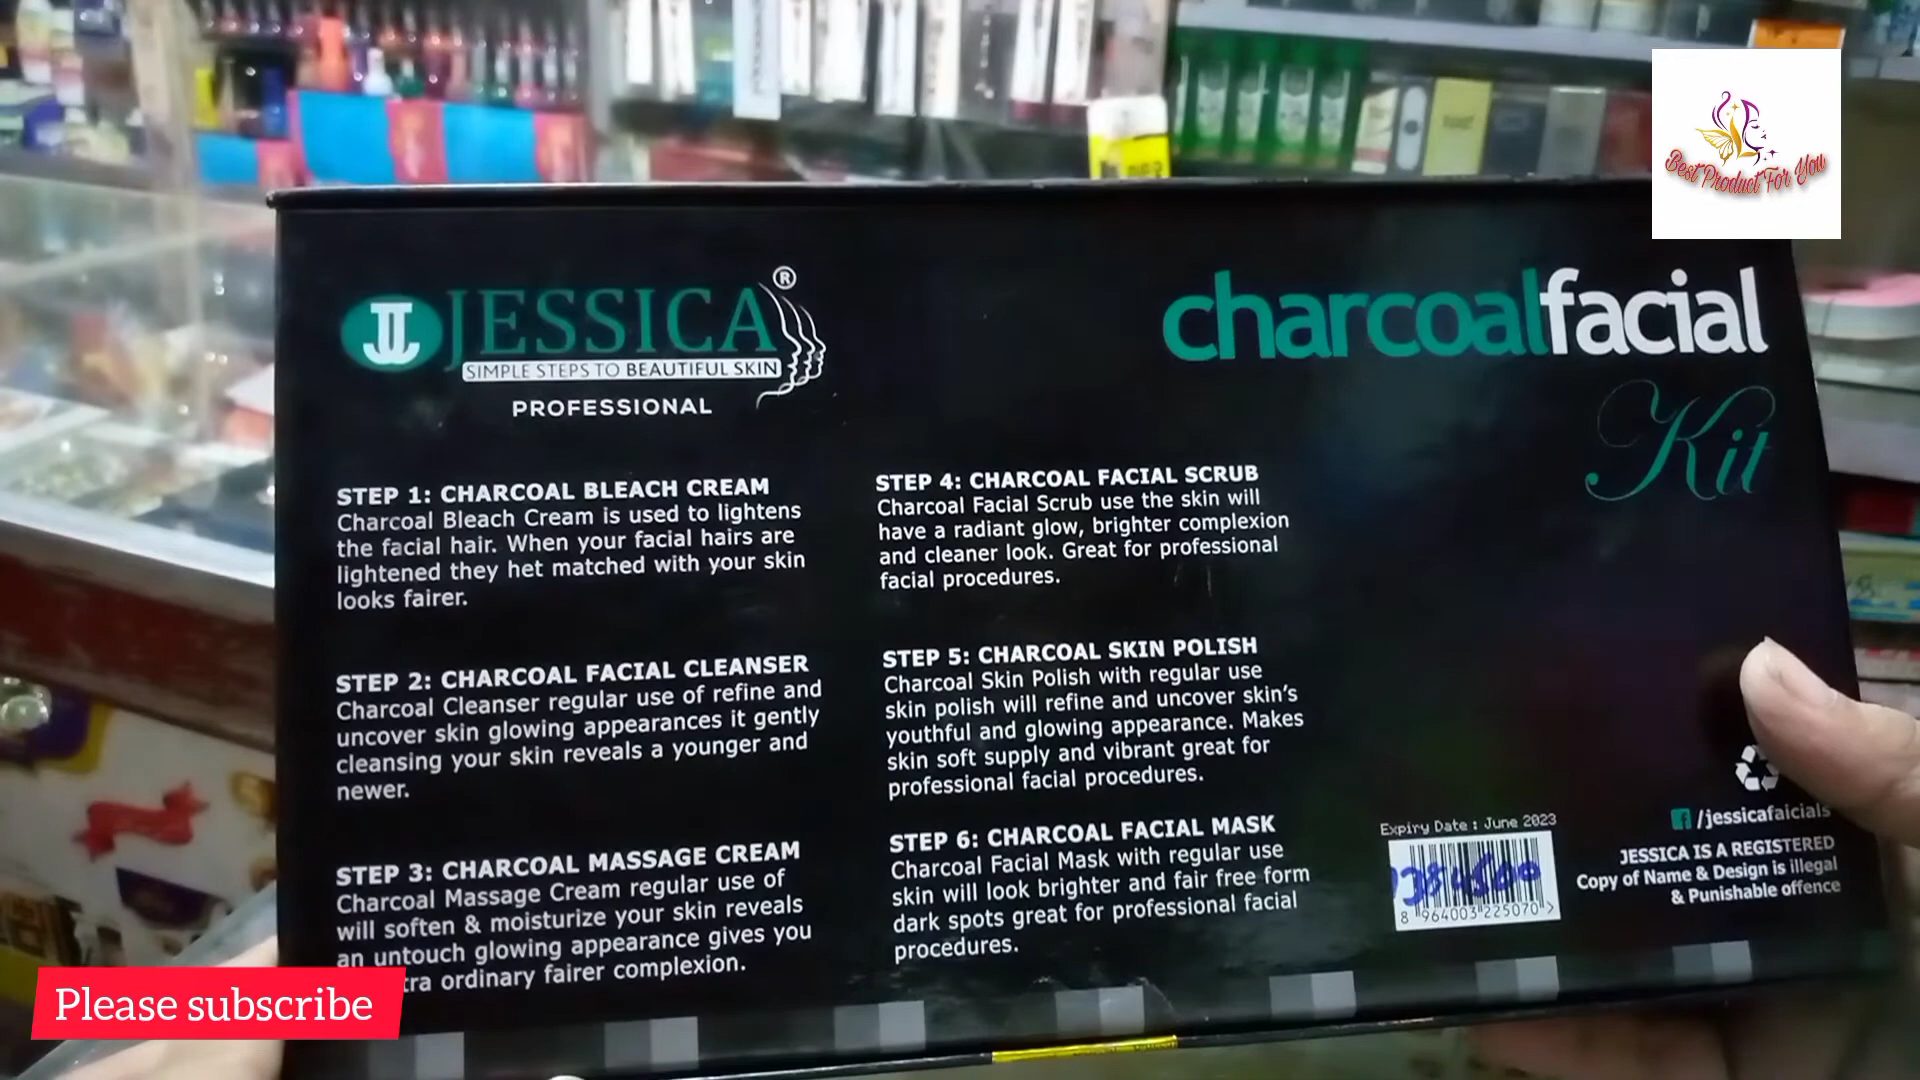 Best Product For You
JESSICA®
SIMPLE STEPS TO BEAUTIFUL SKIN
PROFESSIONAL
charcoalfacial
Kit
STEP 1: CHARCOAL BLEACH CREAM
Charcoal Bleach Cream is used to lightens
the facial hair. When your facial hairs are
lightened they het matched with your skin
looks fairer.
STEP 2: CHARCOAL FACIAL CLEANSER
Charcoal Cleanser regular use of refine and
uncover skin glowing appearances it gently
cleansing your skin reveals a younger and
newer.
STEP 3: CHARCOAL MASSAGE CREAM
Charcoal Massage Cream regular use of
will soften & moisturize your skin reveals
an untouch glowing appearance gives you
ordinary fairer complexion.
STEP 4: CHARCOAL FACIAL SCRUB
Charcoal Facial Scrub use the skin will
have a radiant glow, brighter complexion
and cleaner look. Great for professional
facial procedures.
STEP 5: CHARCOAL SKIN POLISH
Charcoal Skin Polish with regular use
skin polish will refine and uncover skin's
youthful and glowing appearance. Makes
skin soft supply and vibrant great for
professional facial procedures.
STEP 6: CHARCOAL FACIAL MASK
Charcoal Facial Mask with regular use
skin will look brighter and fair free form
dark spots great for professional facial
procedures.
Expiry Date : June 2023
8 964003 225070 >
/jessicafaicials
JESSICA IS A REGISTERED
Copy of Name & Design is illegal
& Punishable offence
Please subscribe